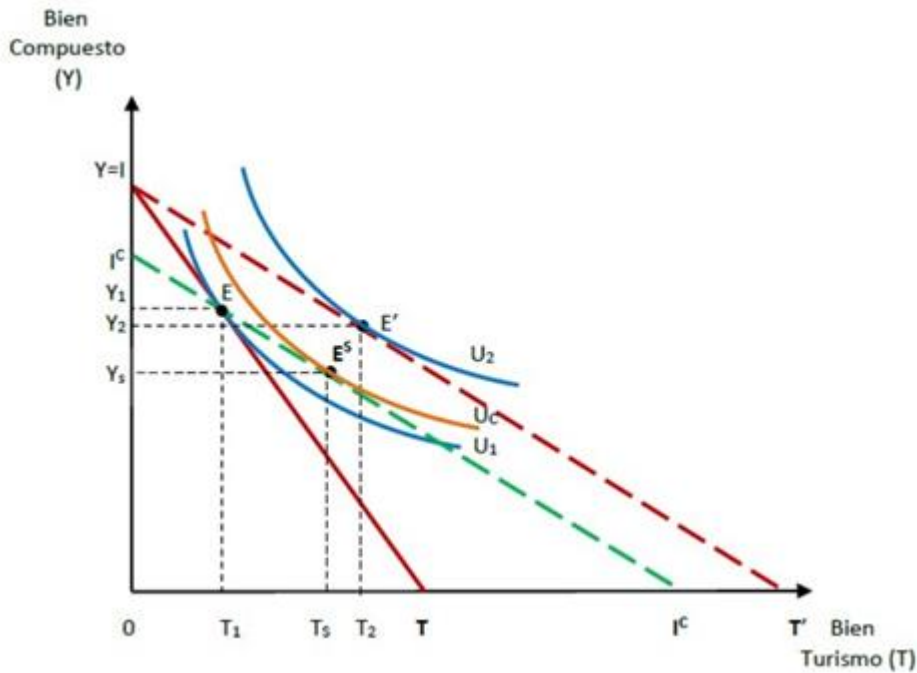 Bien
Compuesto
(Y)
Y=I
I^C
Y₁
E
Y₂
E′
U₂
Yₛ
E^S
U_C
U₁
0
T₁
Tₛ
T₂
T
I^C
T′
Bien
Turismo (T)